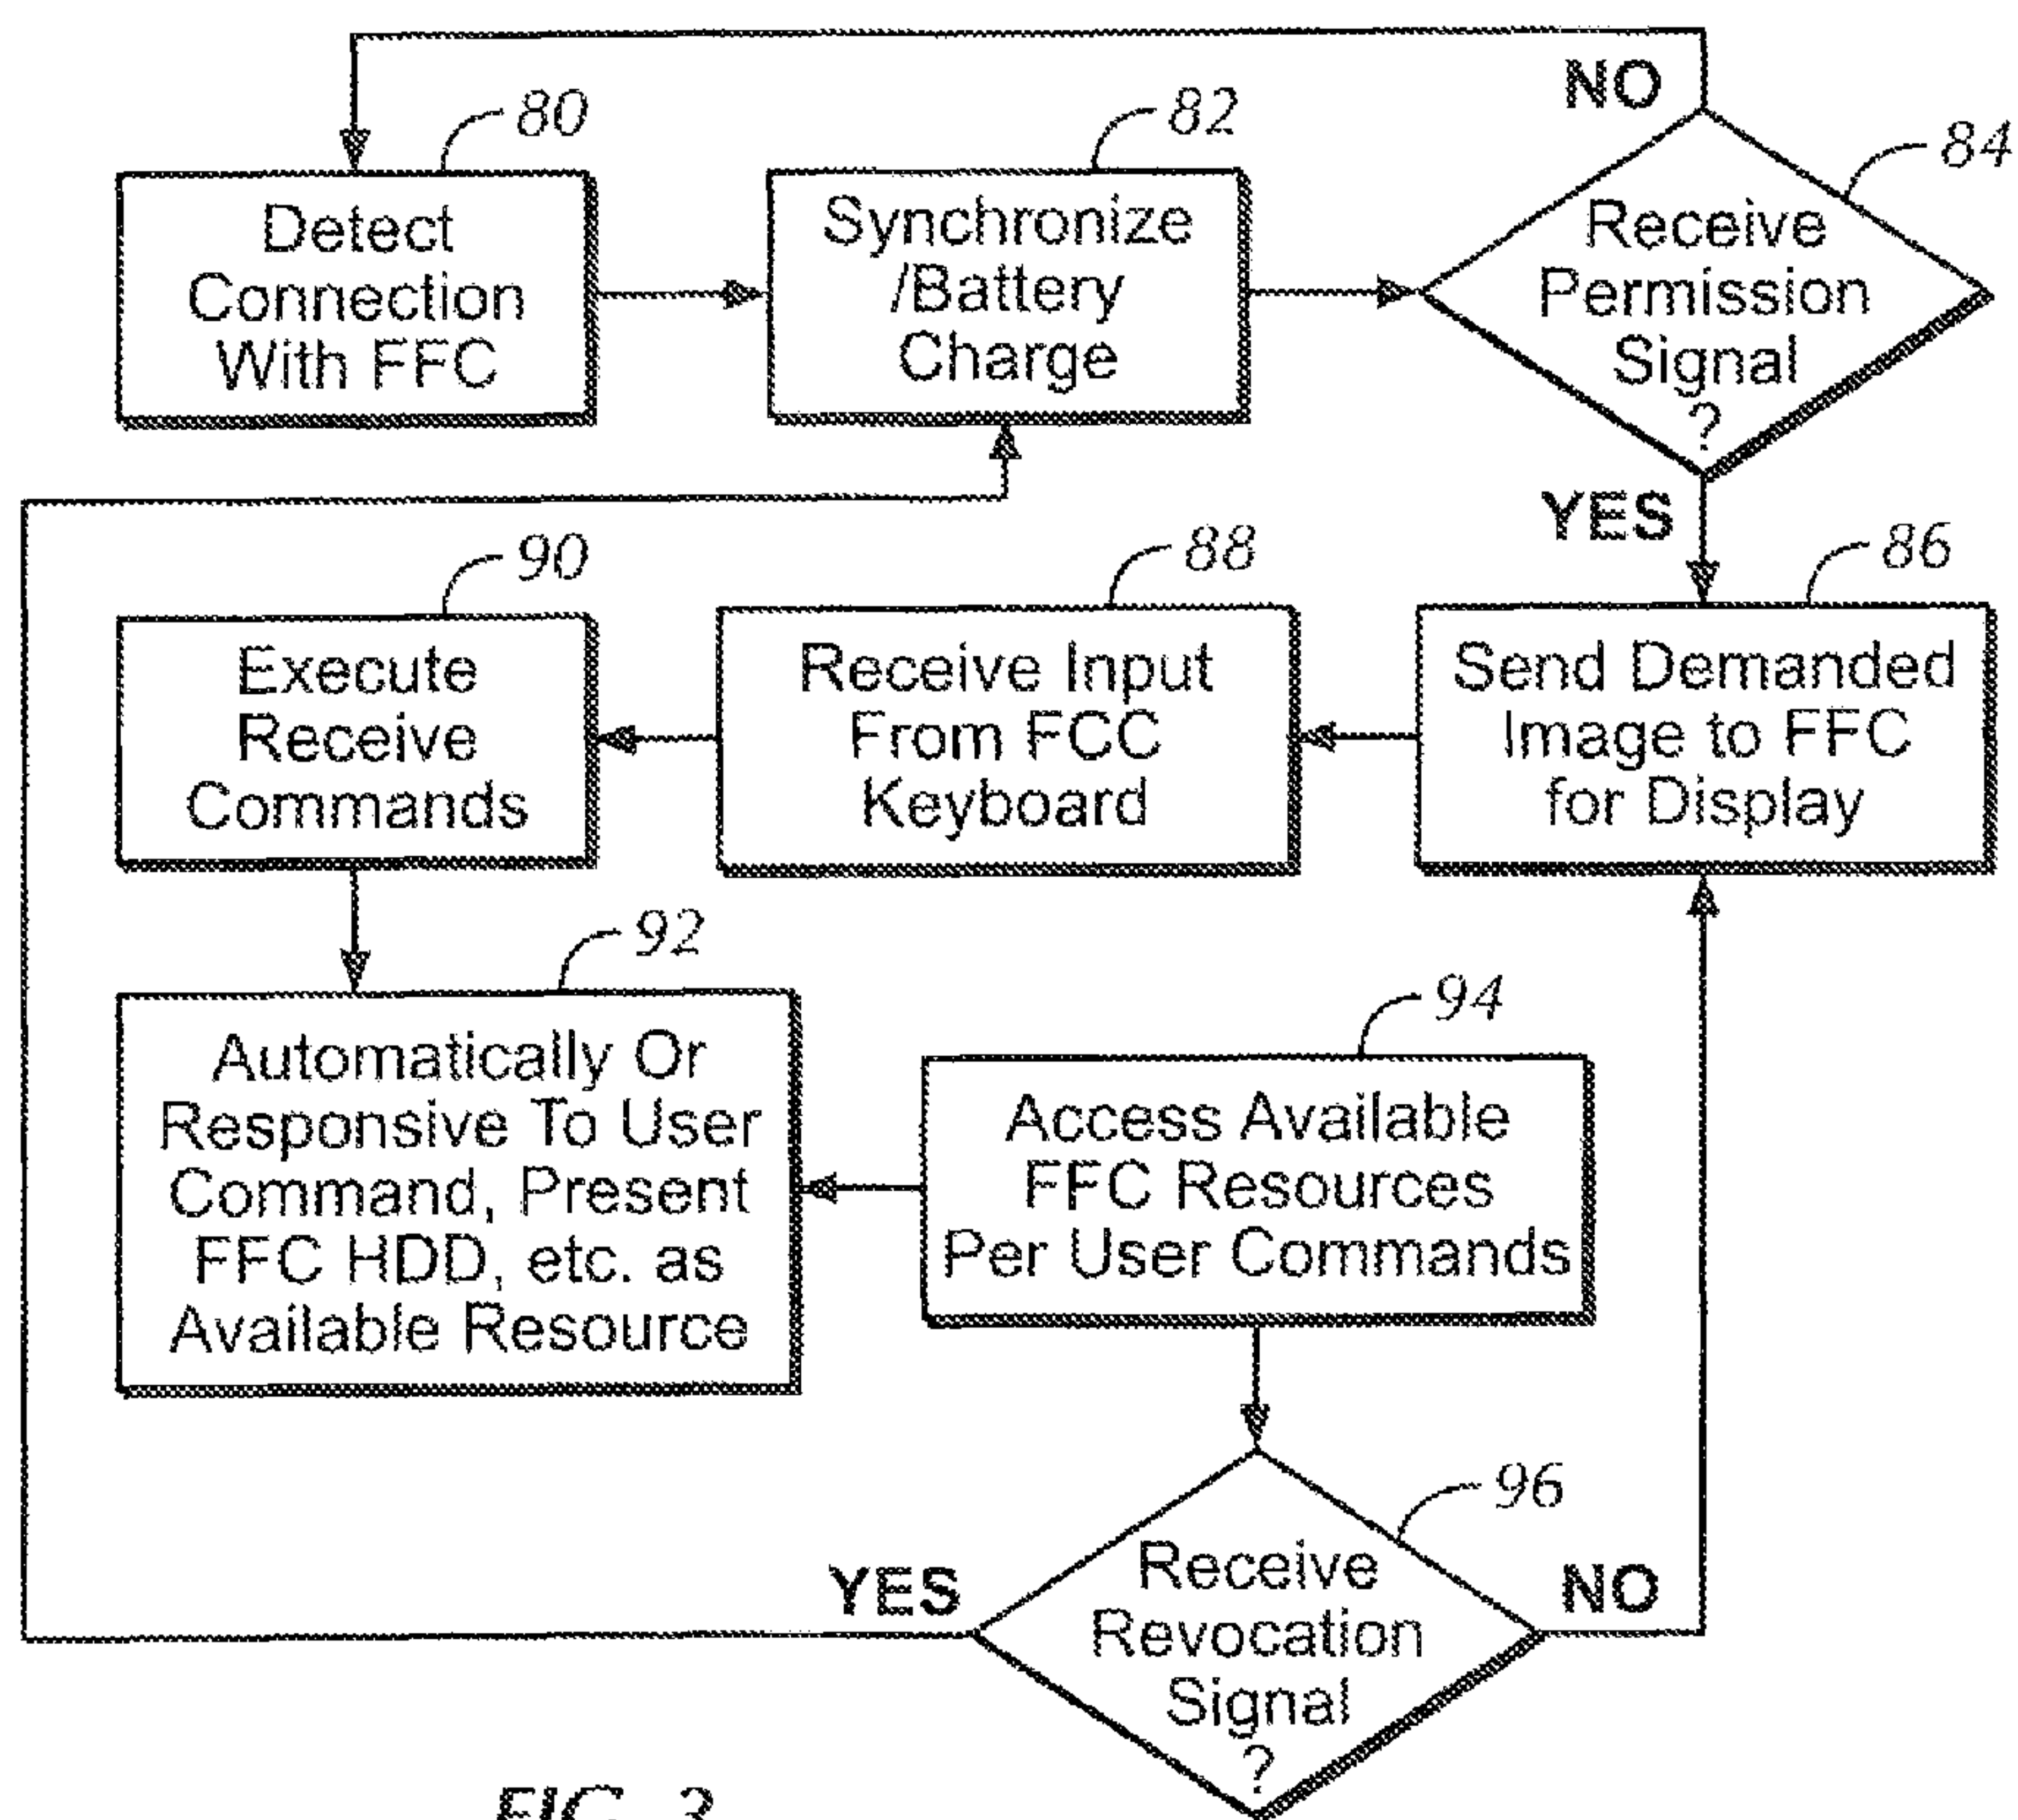 NO
80
82
84
Detect
Connection
With FFC
Synchronize
/Battery
Charge
Receive
Permission
Signal
?
YES
90
88
86
Execute
Receive
Commands
Receive Input
From FCC
Keyboard
Send Demanded
Image to FFC
for Display
92
94
Automatically Or
Responsive To User
Command, Present
FFC HDD, etc. as
Available Resource
Access Available
FFC Resources
Per User Commands
96
YES
Receive
Revocation
Signal
?
NO